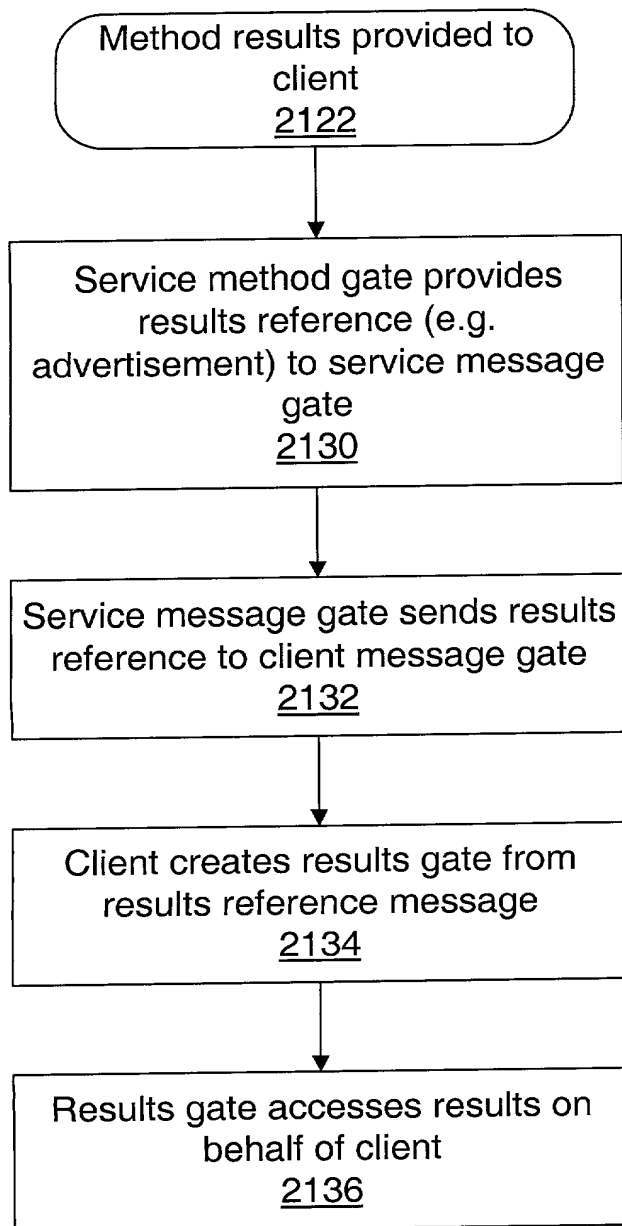 Method results provided to
client
2122
Service method gate provides
results reference (e.g.
advertisement) to service message
gate
2130
Service message gate sends results
reference to client message gate
2132
Client creates results gate from
results reference message
2134
Results gate accesses results on
behalf of client
2136